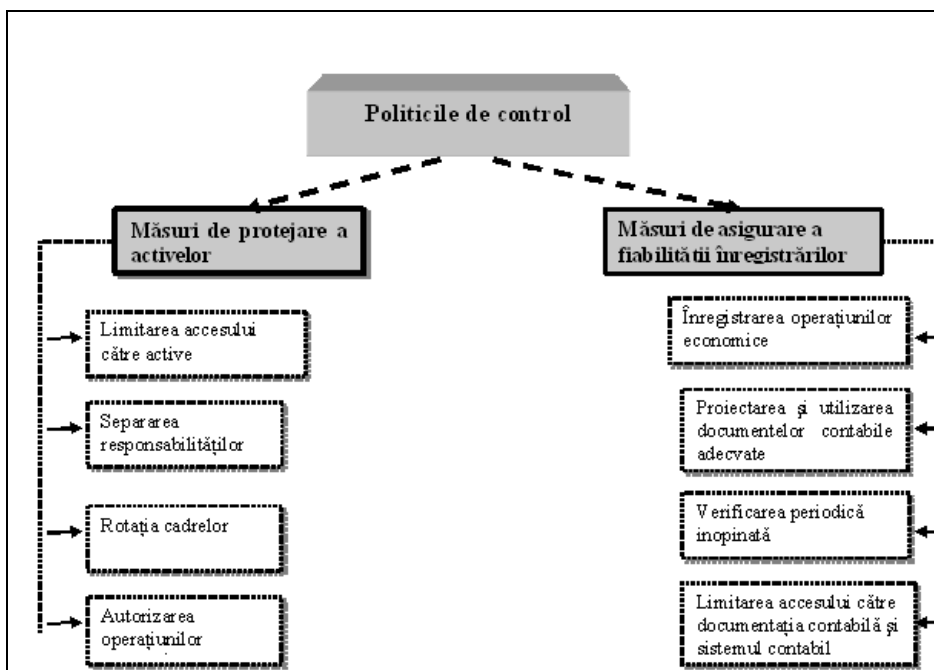 Politicile de control
Măsuri de protejare a
activelor
Limitarea accesului
către active
Separarea
responsabilităților
Rotația cadrelor
Autorizarea
operațiunilor
Măsuri de asigurare a
fiabilitătii înregistrărilor
Înregistrarea operațiunilor
economice
Proiectarea și utilizarea
documentelor contabile
adecvate
Verificarea periodică
inopinată
Limitarea accesului către
documentația contabilă și
sistemul contabil